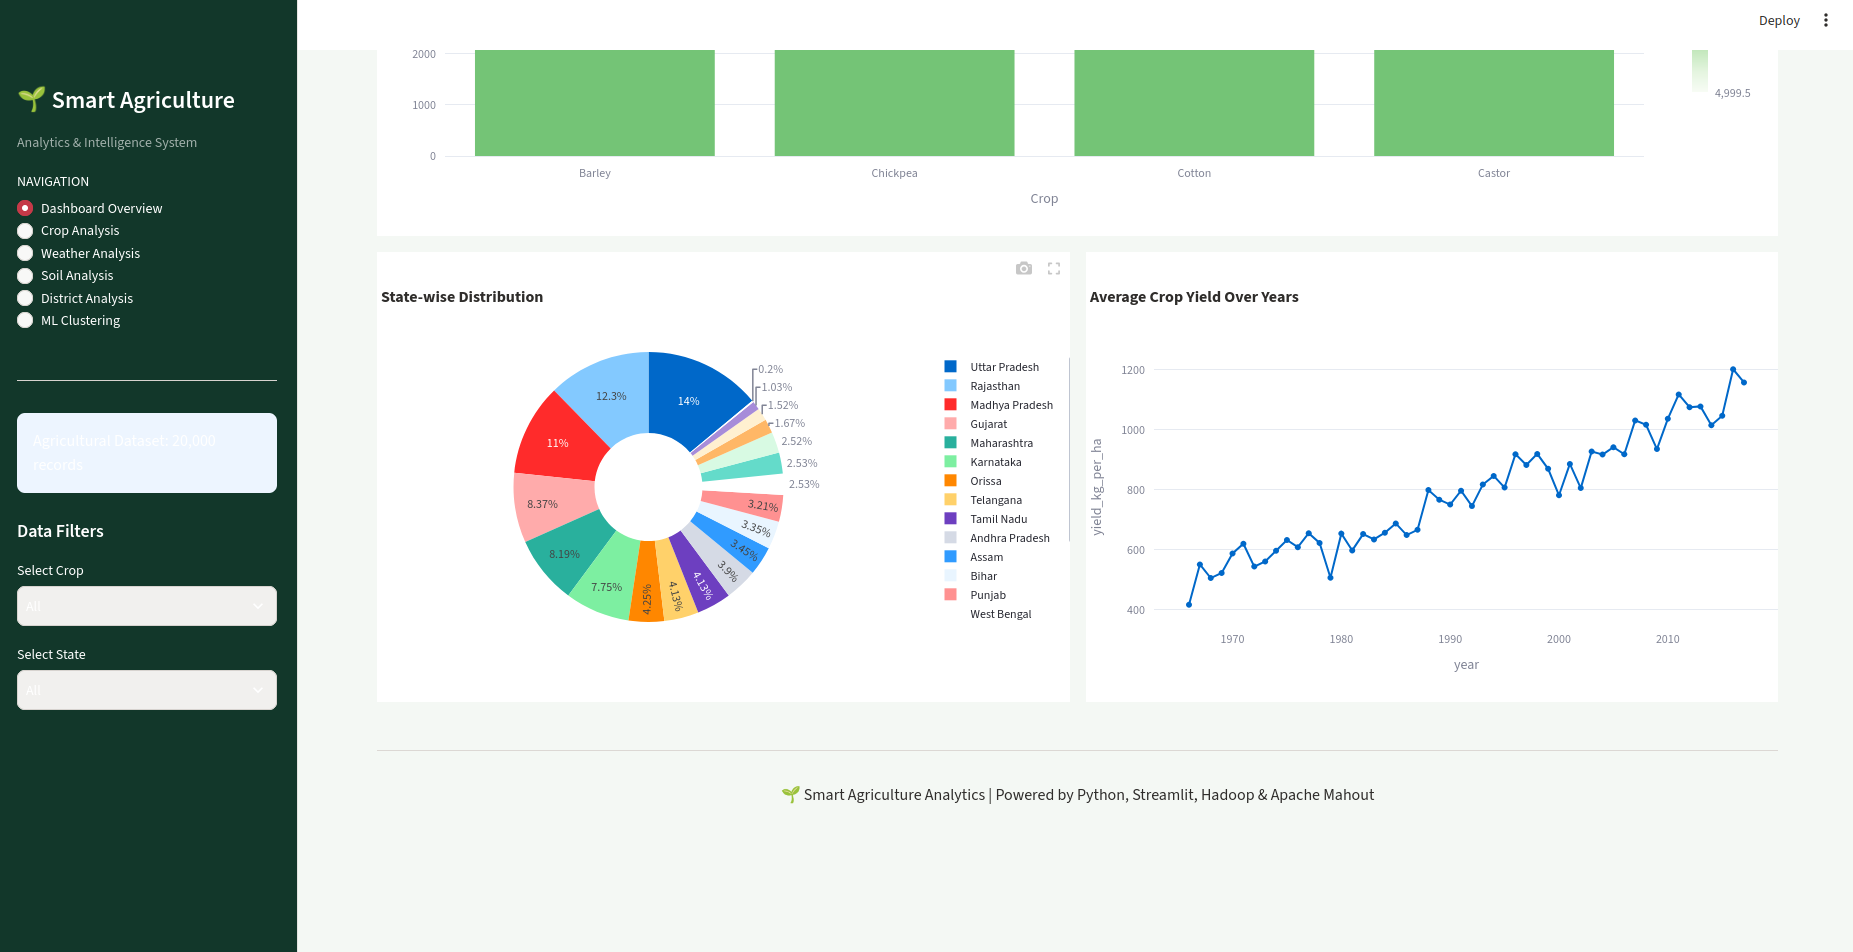 Deploy
🌱 Smart Agriculture
Analytics & Intelligence System
NAVIGATION
Dashboard Overview
Crop Analysis
Weather Analysis
Soil Analysis
District Analysis
ML Clustering
Agricultural Dataset: 20,000
records
Data Filters
Select Crop
All
Select State
All
2000
1000
0
Barley
Chickpea
Cotton
Castor
Crop
4,999.5
State-wise Distribution
14%
0.2%
1.03%
1.52%
1.67%
2.52%
2.53%
2.53%
3.21%
3.35%
3.45%
3.9%
4.13%
4.13%
4.25%
7.75%
8.19%
8.37%
11%
12.3%
Uttar Pradesh
Rajasthan
Madhya Pradesh
Gujarat
Maharashtra
Karnataka
Orissa
Telangana
Tamil Nadu
Andhra Pradesh
Assam
Bihar
Punjab
West Bengal
Average Crop Yield Over Years
yield_kg_per_ha
1200
1000
800
600
400
1970
1980
1990
2000
2010
year
🌱 Smart Agriculture Analytics | Powered by Python, Streamlit, Hadoop & Apache Mahout